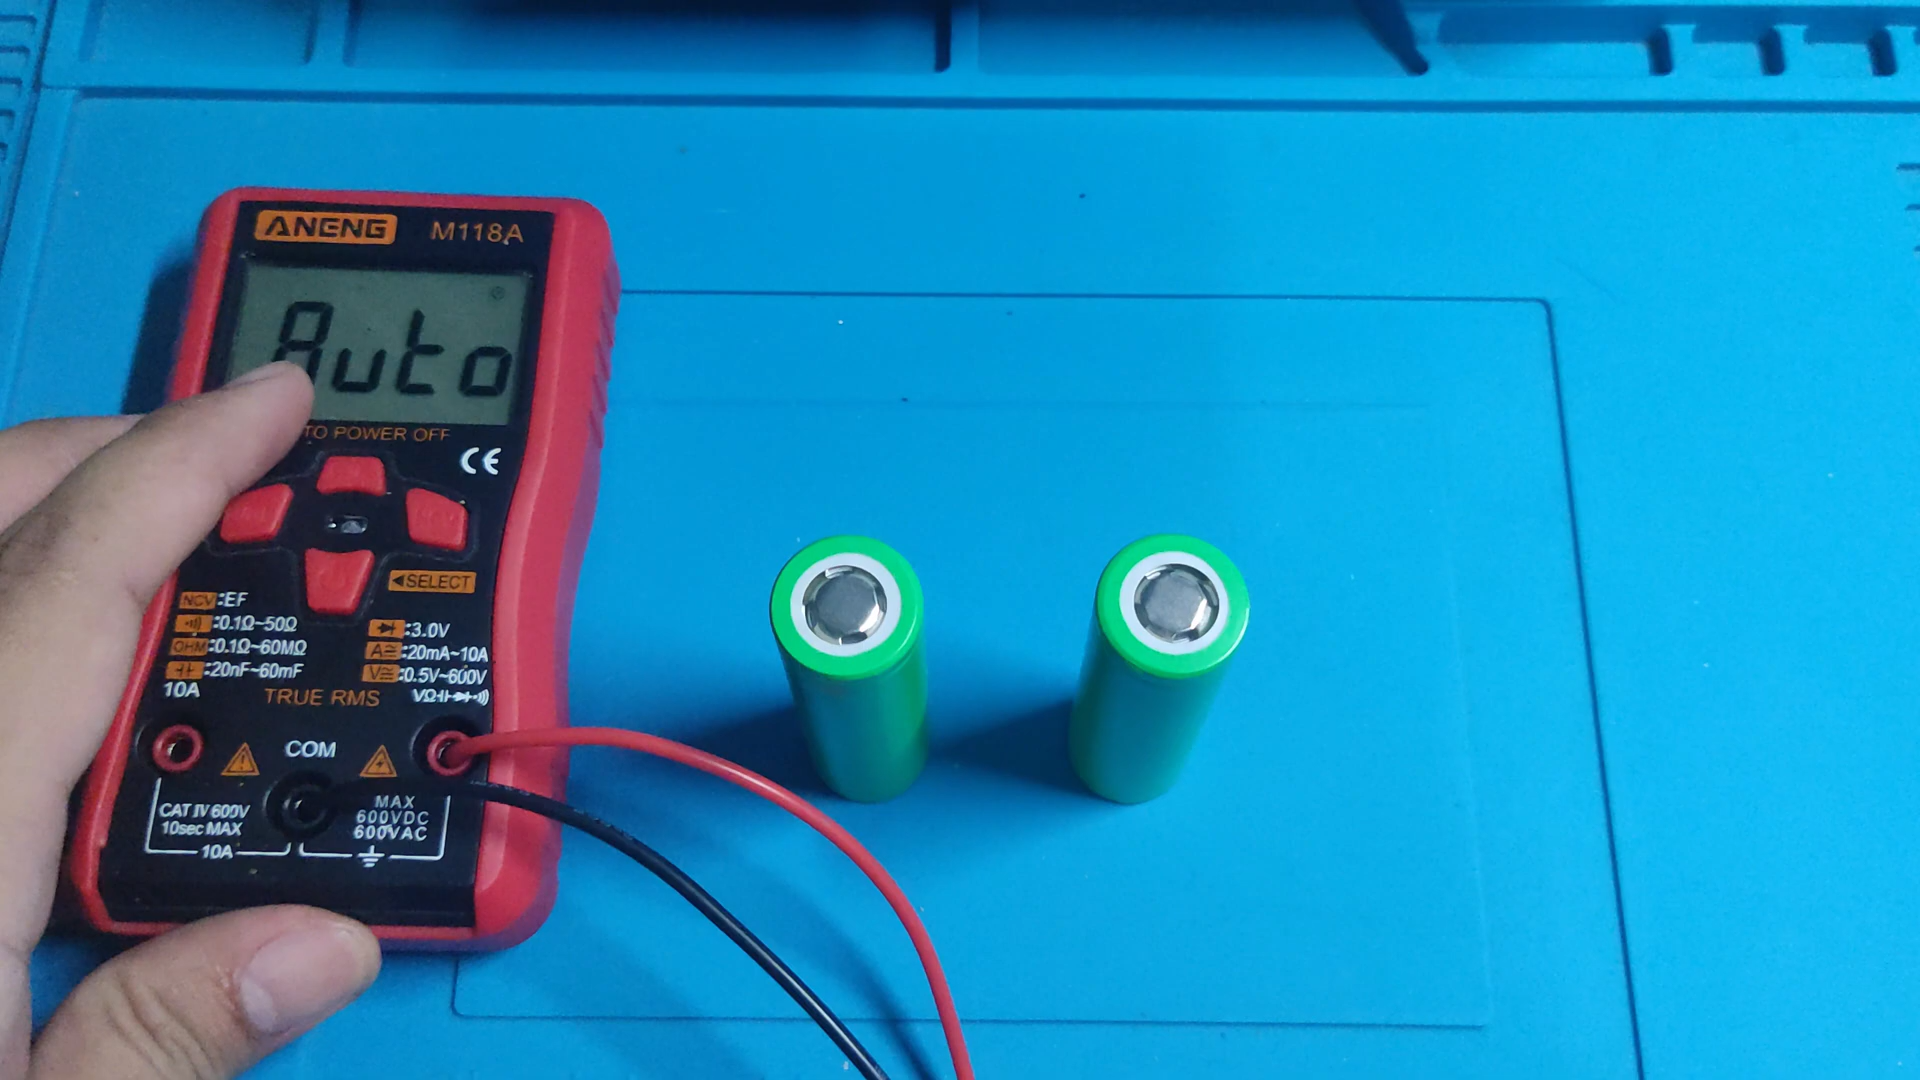 ANENG M118A
Auto
TO POWER OFF
CE
SELECT
NCV:EF
:0.1Ω~50Ω
OHM:0.1Ω~60MΩ
:20nF~60mF
:3.0V
A≅:20mA~10A
V≅:0.5V~600V
10A
TRUE RMS
VΩ
COM
CAT IV 600V
10sec MAX
10A
MAX
600VDC
600VAC